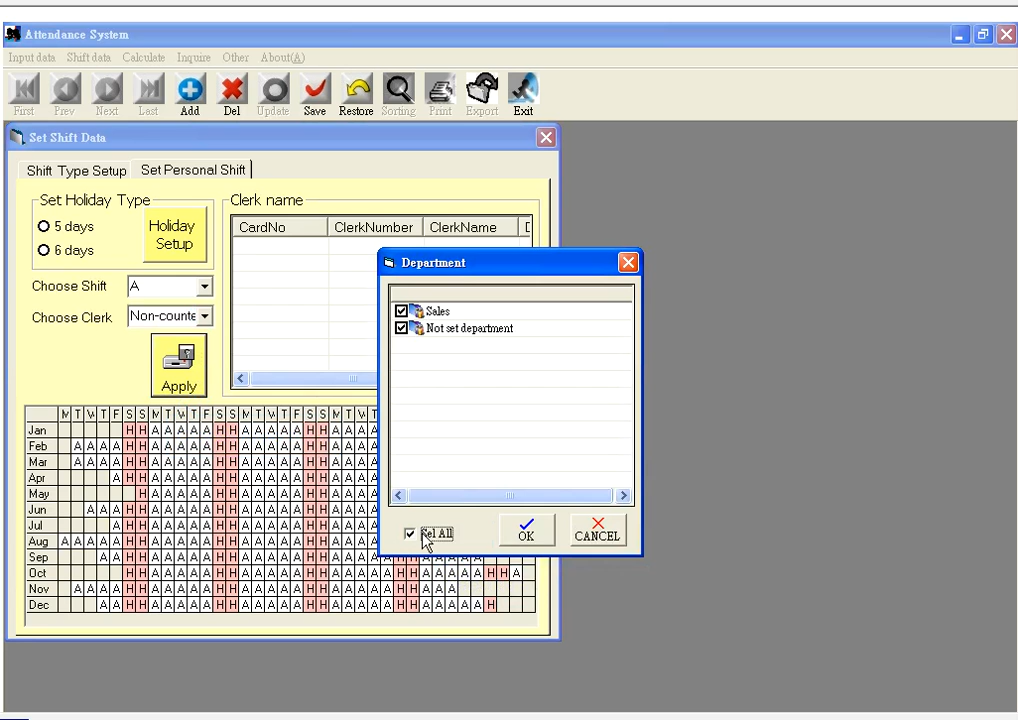 Attendance System
Input data Shift data Calculate Inquire Other About(A)
First Prev Next Last Add Del Update Save Restore Sorting Print Export Exit
Set Shift Data
Shift Type Setup Set Personal Shift
Set Holiday Type
5 days
6 days
Holiday
Setup
Choose Shift A
Choose Clerk Non-counte
Apply
Clerk name
CardNo ClerkNumber ClerkName
Department
Sales
Not set department
Sel All OK CANCEL
M T W T F S S M T W T F S S M T W T F S S M T W T
Jan H H A A A A A H H A A A A A H H A A A
Feb A A A A H H A A A A A H H A A A A A H H A A A
Mar A A A A H H A A A A A H H A A A A A H H A A A
Apr A H H A A A A A H H A A A A A H H A A A
May H A A A A A H H A A A A A H H A A A
Jun A A A H H A A A A A H H A A A A A H H A A A
Jul A H H A A A A A H H A A A A A H H A A A
Aug A A A A A H H A A A A A H H A A A A A H H A A A
Sep A A H H A A A A A H H A A A A A H H A A A A A H H A A A A A
Oct H H A A A A A H H A A A A A H H A A A A A H H A A A A A H H A
Nov A A A A H H A A A A A H H A A A A A H H A A A A A H H A A A
Dec A A H H A A A A A H H A A A A A H H A A A A A H H A A A A A H